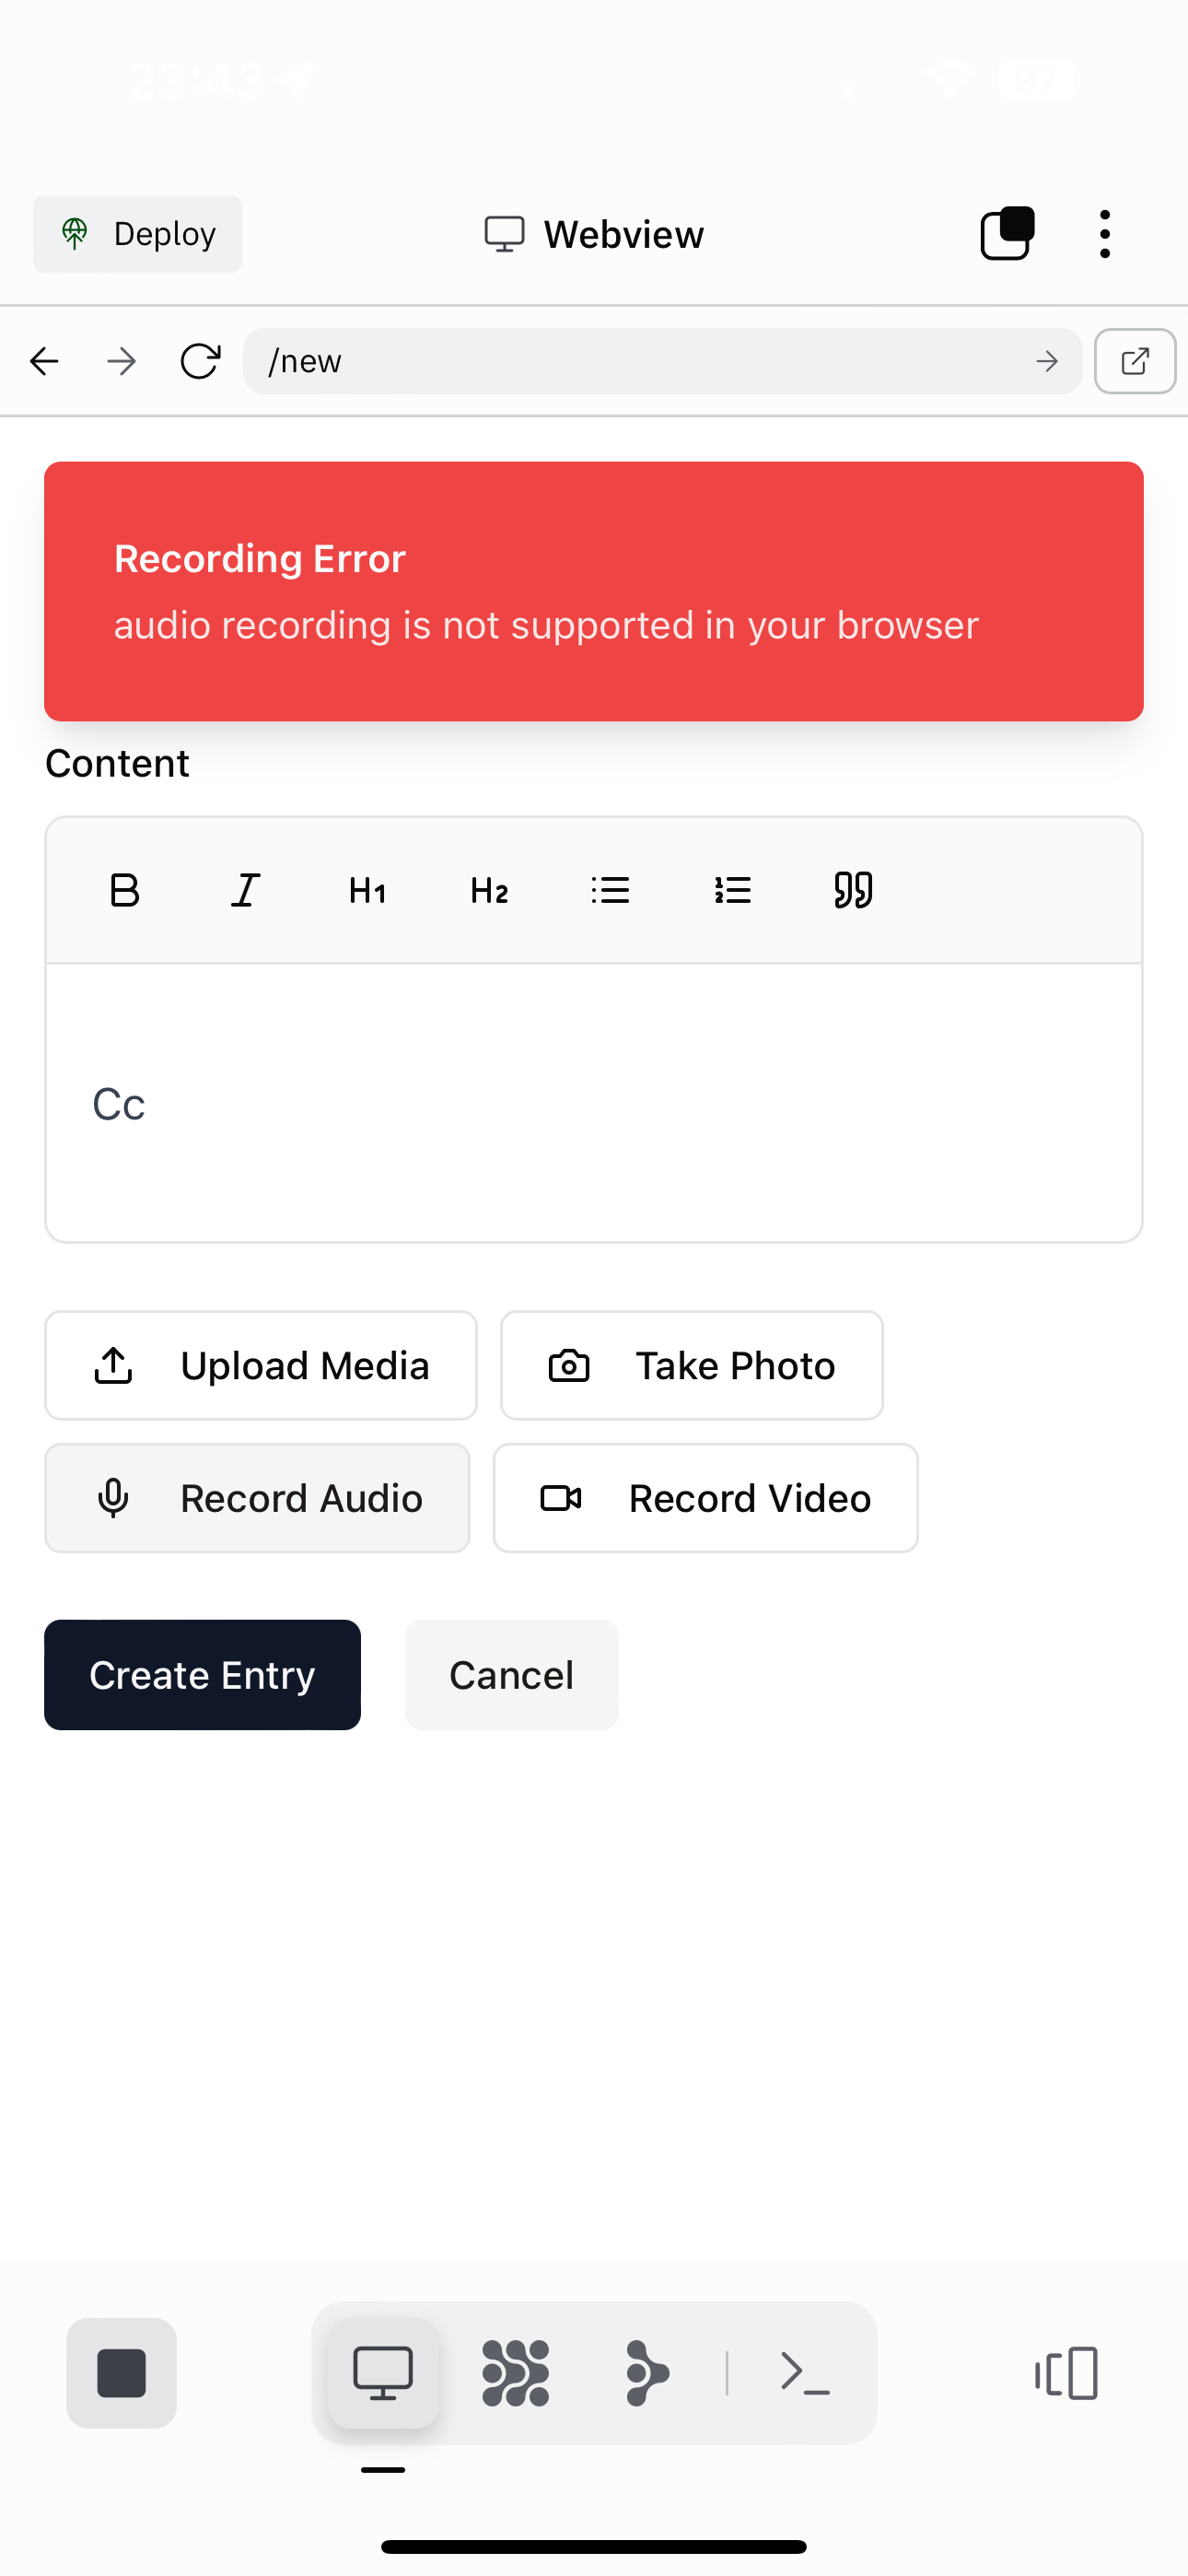 23:43
97
Deploy
Webview
/new
Recording Error
audio recording is not supported in your browser
Content
B I H1 H2
Cc
Upload Media
Take Photo
Record Audio
Record Video
Create Entry
Cancel